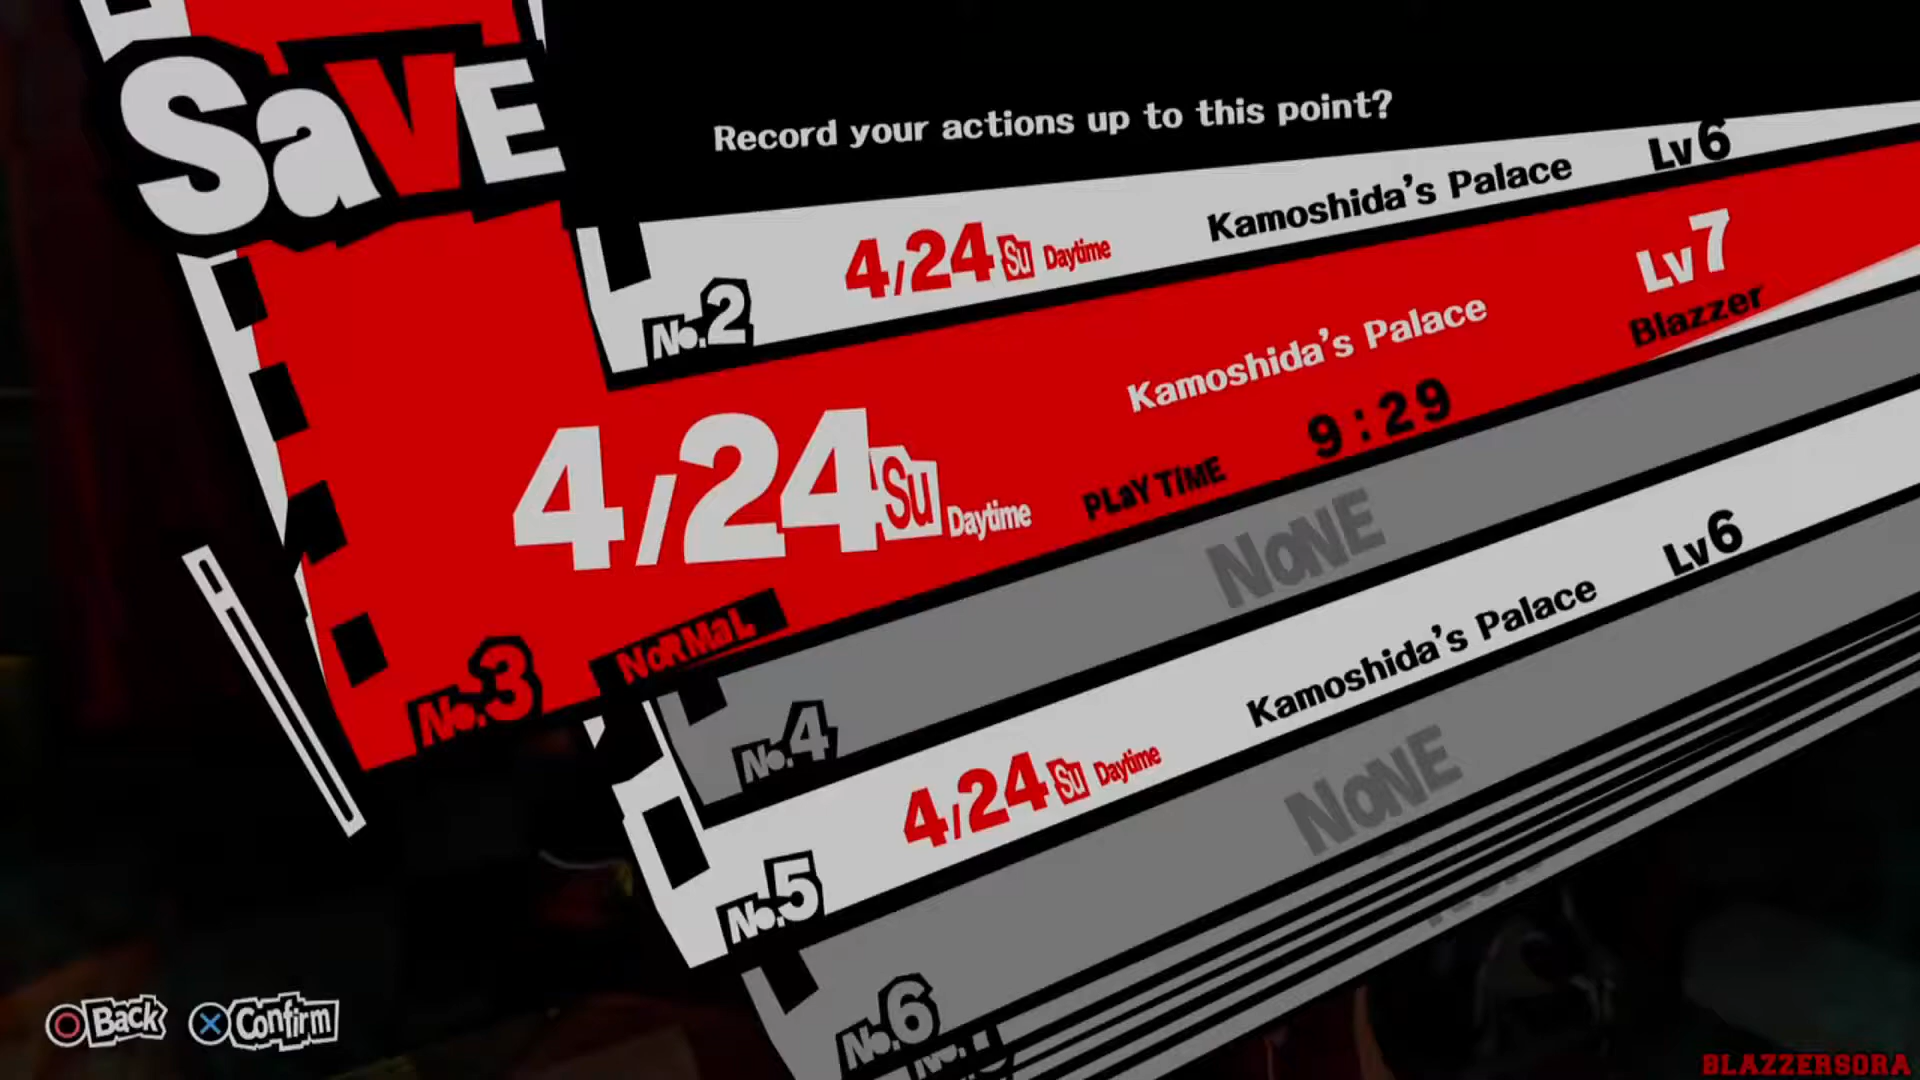 SaVE
Record your actions up to this point?
No.2 4/24 Su Daytime Kamoshida's Palace Lv6
Kamoshida's Palace Lv7
Blazzer
4/24 Su Daytime PLaY TiME 9:29
No.3 NoRMaL
No.4 NoNE
No.5 4/24 Su Daytime Kamoshida's Palace Lv6
No.6 NoNE
Back Confirm
BLAZZERSORA